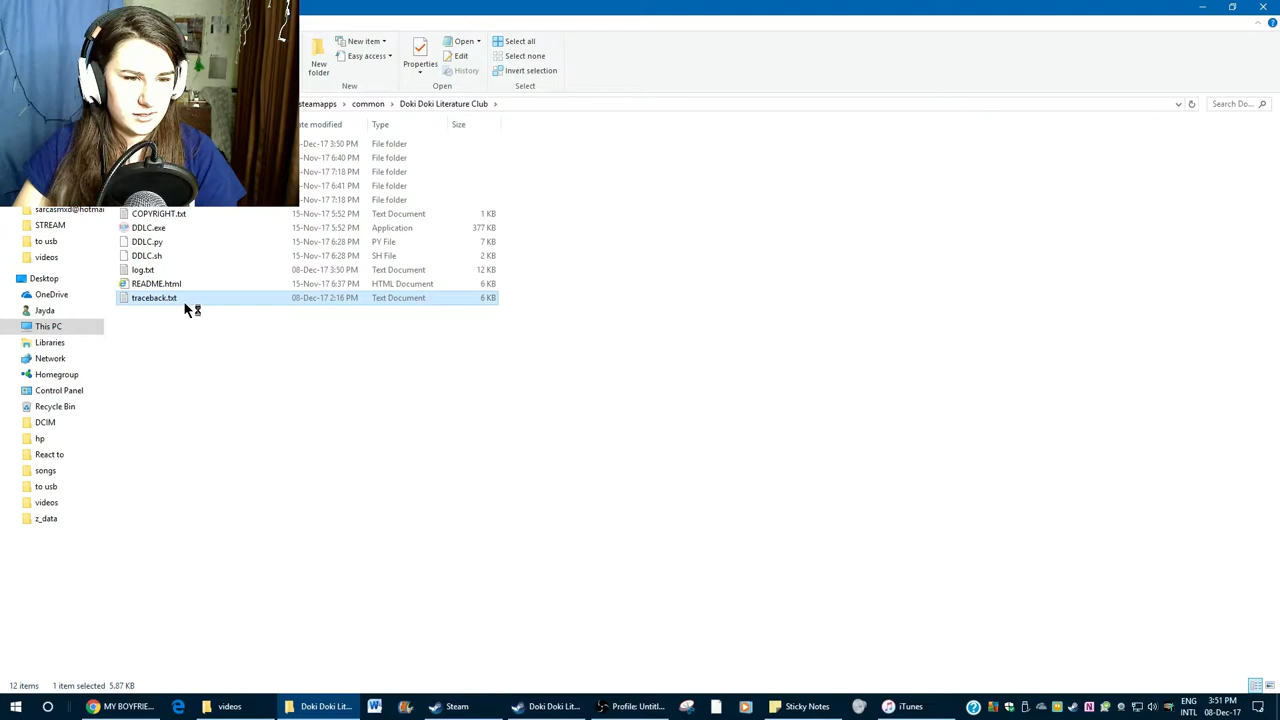 New item
Open
Select all
Easy access
Edit
Select none
New
folder
Properties
History
Invert selection
New
Open
Select
steamapps > common > Doki Doki Literature Club >
Search Do...
ate modified Type Size
-Dec-17 3:50 PM File folder
-Nov-17 6:40 PM File folder
-Nov-17 7:18 PM File folder
-Nov-17 6:41 PM File folder
-Nov-17 7:18 PM File folder
COPYRIGHT.txt 15-Nov-17 5:52 PM Text Document 1 KB
DDLC.exe 15-Nov-17 5:52 PM Application 377 KB
DDLC.py 15-Nov-17 6:28 PM PY File 7 KB
DDLC.sh 15-Nov-17 6:28 PM SH File 2 KB
log.txt 08-Dec-17 3:50 PM Text Document 12 KB
README.html 15-Nov-17 6:37 PM HTML Document 6 KB
traceback.txt 08-Dec-17 2:16 PM Text Document 6 KB
sarcasmxd@hotmai
STREAM
to usb
videos
Desktop
OneDrive
Jayda
This PC
Libraries
Network
Homegroup
Control Panel
Recycle Bin
DCIM
hp
React to
songs
to usb
videos
z_data
12 items 1 item selected 5.87 KB
MY BOYFRIE...
videos
Doki Doki Lit...
Steam
Doki Doki Lit...
Profile: Untitl...
Sticky Notes
iTunes
ENG
INTL
3:51 PM
08-Dec-17